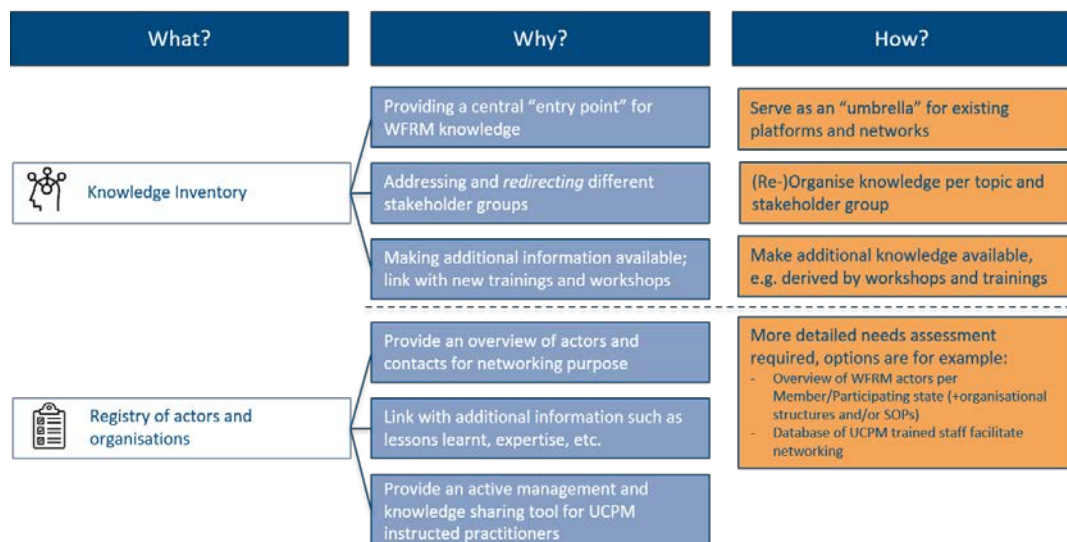 What?
Why?
How?
Knowledge Inventory
Providing a central “entry point” for
WFRM knowledge
Addressing and redirecting different
stakeholder groups
Making additional information available;
link with new trainings and workshops
Serve as an “umbrella” for existing
platforms and networks
(Re-)Organise knowledge per topic and
stakeholder group
Make additional knowledge available,
e.g. derived by workshops and trainings
Registry of actors and
organisations
Provide an overview of actors and
contacts for networking purpose
Link with additional information such as
lessons learnt, expertise, etc.
Provide an active management and
knowledge sharing tool for UCPM
instructed practitioners
More detailed needs assessment
required, options are for example:
- Overview of WFRM actors per
Member/Participating state (+organisational
structures and/or SOPs)
- Database of UCPM trained staff facilitate
networking